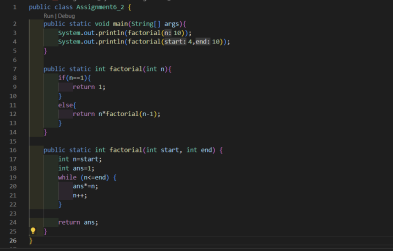 1 public class Assignment6_2 {
Run | Debug
2 public static void main(String[] args){
3 System.out.println(factorial(n:10));
4 System.out.println(factorial(start:4,end:10));
5 }
6
7 public static int factorial(int n){
8 if(n==1){
9 return 1;
10 }
11 else{
12 return n*factorial(n-1);
13 }
14 }
15
16 public static int factorial(int start, int end) {
17 int n=start;
18 int ans=1;
19 while (n<=end) {
20 ans*=n;
21 n++;
22 }
23
24 return ans;
25 }
26 }